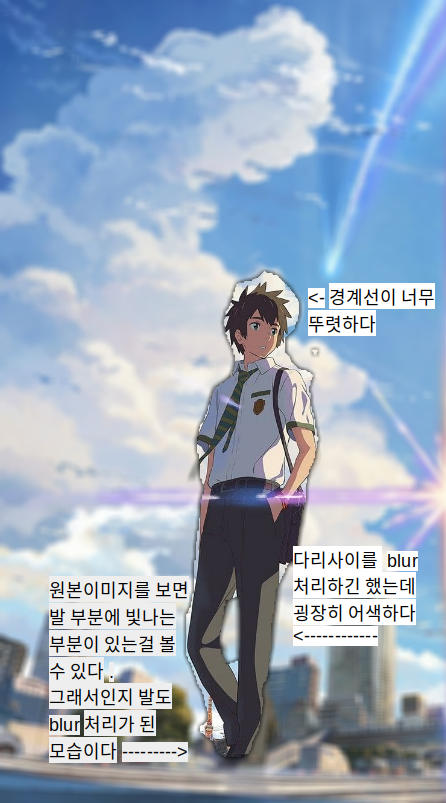 <- 경계선이 너무
뚜렷하다
다리사이를 blur
처리하긴 했는데
굉장히 어색하다
<------------
원본이미지를 보면
발 부분에 빛나는
부분이 있는걸 볼
수 있다 .
그래서인지 발도
blur 처리가 된
모습이다 --------->